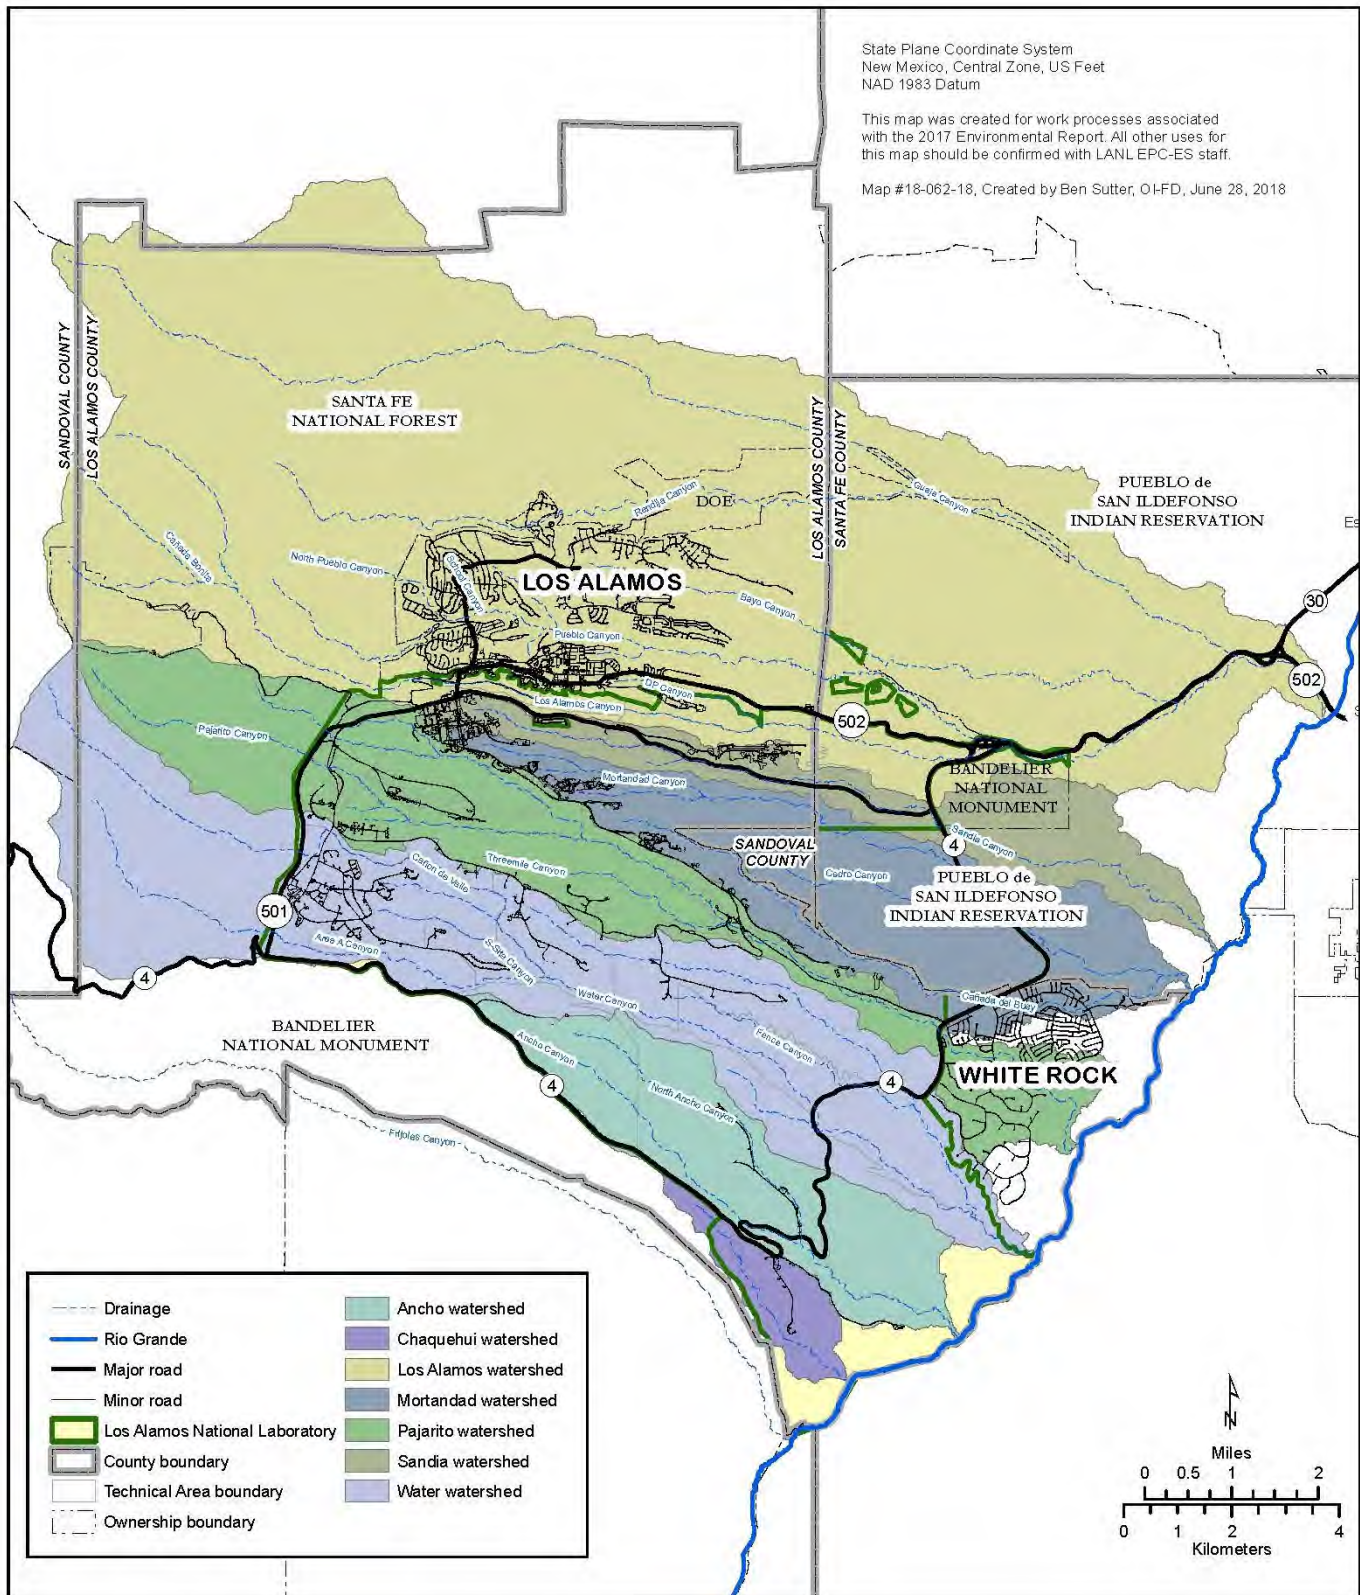 State Plane Coordinate System
New Mexico, Central Zone, US Feet
NAD 1983 Datum
This map was created for work processes associated
with the 2017 Environmental Report. All other uses for
this map should be confirmed with LANL EPC-ES staff.
Map #18-062-18, Created by Ben Sutter, OI-FD, June 28, 2018
SANDOVAL COUNTY
LOS ALAMOS COUNTY
SANTA FE
NATIONAL FOREST
LOS ALAMOS COUNTY
SANTA FE COUNTY
PUEBLO de
SAN ILDEFONSO
INDIAN RESERVATION
Es
DOE
Rendija Canyon
Guaje Canyon
Cañada Bonita
North Pueblo Canyon
School Canyon
LOS ALAMOS
Bayo Canyon
30
Pueblo Canyon
502
DP Canyon
Los Alamos Canyon
502
Pajarito Canyon
Mortandad Canyon
BANDELIER
NATIONAL
MONUMENT
Sandia Canyon
SANDOVAL
COUNTY
4
Threemile Canyon
Cañon de Valle
Cedro Canyon
PUEBLO de
SAN ILDEFONSO
INDIAN RESERVATION
501
Area A Canyon
S-Site Canyon
4
Water Canyon
Cañada del Buey
BANDELIER
NATIONAL MONUMENT
Ancho Canyon
Fence Canyon
WHITE ROCK
4
4
North Ancho Canyon
Frijoles Canyon
Drainage
Rio Grande
Major road
Minor road
Los Alamos National Laboratory
County boundary
Technical Area boundary
Ownership boundary
Ancho watershed
Chaquehui watershed
Los Alamos watershed
Mortandad watershed
Pajarito watershed
Sandia watershed
Water watershed
N
Miles
0 0.5 1 2
0 1 2 4
Kilometers